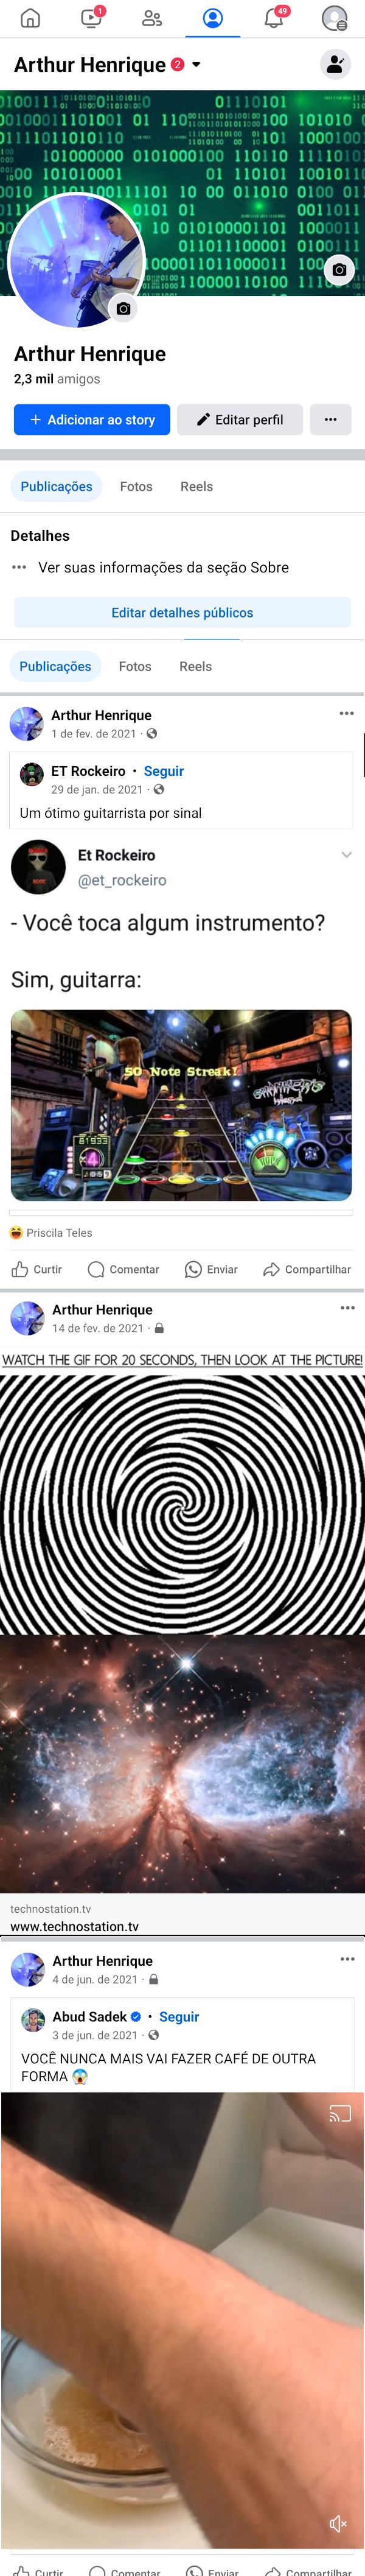 1
49
Arthur Henrique 2
Arthur Henrique
2,3 mil amigos
+ Adicionar ao story
Editar perfil
Publicações Fotos Reels
Detalhes
Ver suas informações da seção Sobre
Editar detalhes públicos
Publicações Fotos Reels
Arthur Henrique
1 de fev. de 2021 ·
ET Rockeiro • Seguir
29 de jan. de 2021 ·
Um ótimo guitarrista por sinal
Et Rockeiro
@et_rockeiro
- Você toca algum instrumento?
Sim, guitarra:
50 Note Streak!
ROCK
Priscila Teles
Curtir Comentar Enviar Compartilhar
Arthur Henrique
14 de fev. de 2021 ·
WATCH THE GIF FOR 20 SECONDS, THEN LOOK AT THE PICTURE!
technostation.tv
www.technostation.tv
Arthur Henrique
4 de jun. de 2021 ·
Abud Sadek • Seguir
3 de jun. de 2021 ·
VOCÊ NUNCA MAIS VAI FAZER CAFÉ DE OUTRA
FORMA 😱
Curtir Comentar Enviar Compartilhar